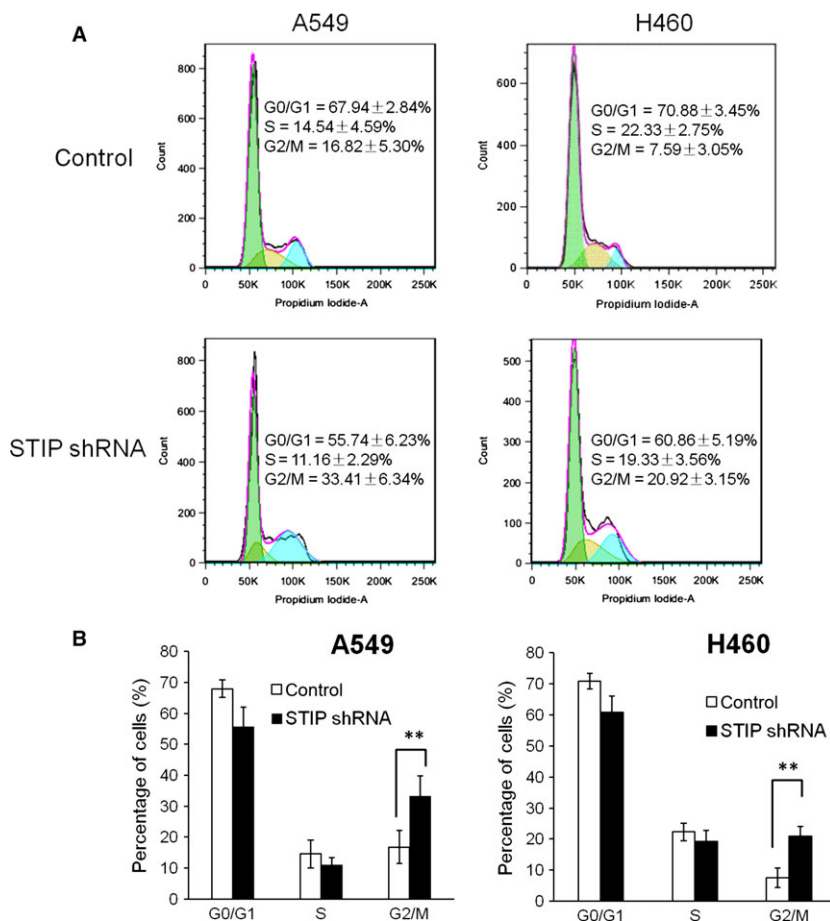 A
A549
H460
Control
800
600
400
200
0
Count
G0/G1 = 67.94±2.84%
S = 14.54±4.59%
G2/M = 16.82±5.30%
0 50K 100K 150K 200K 250K
Propidium Iodide-A
600
400
200
0
Count
G0/G1 = 70.88±3.45%
S = 22.33±2.75%
G2/M = 7.59±3.05%
0 50K 100K 150K 200K 250K
Propidium Iodide-A
STIP shRNA
800
600
400
200
0
Count
G0/G1 = 55.74±6.23%
S = 11.16±2.29%
G2/M = 33.41±6.34%
0 50K 100K 150K 200K 250K
Propidium Iodide-A
500
400
300
200
100
0
Count
G0/G1 = 60.86±5.19%
S = 19.33±3.56%
G2/M = 20.92±3.15%
0 50K 100K 150K 200K 250K
Propidium Iodide-A
B
A549
Percentage of cells (%)
80
70
60
50
40
30
20
10
0
Control
STIP shRNA
**
G0/G1 S G2/M
H460
Percentage of cells (%)
80
70
60
50
40
30
20
10
0
Control
STIP shRNA
**
G0/G1 S G2/M